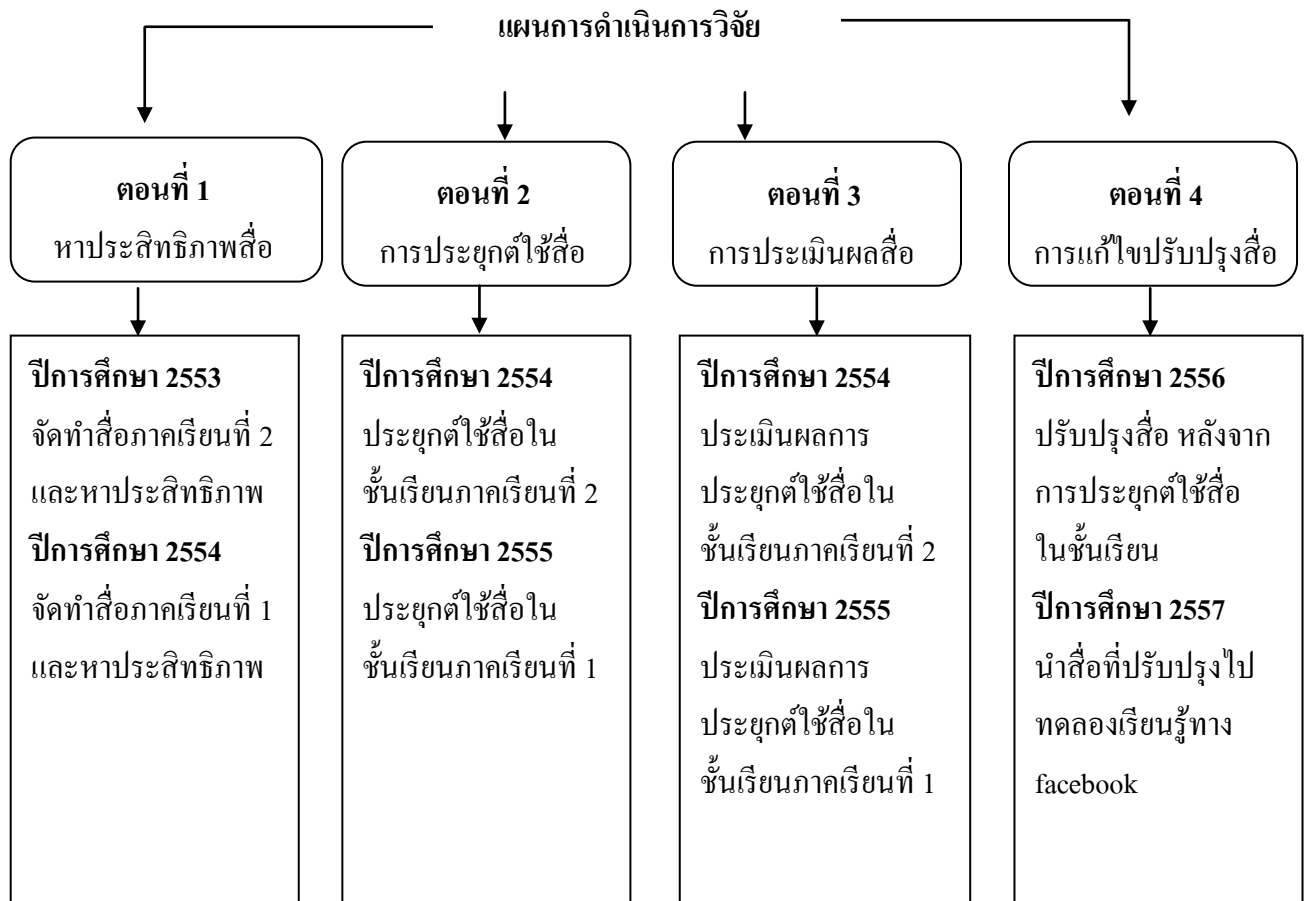 แผนการดำเนินการวิจัย
ตอนที่ 1
หาประสิทธิภาพสื่อ
ตอนที่ 2
การประยุกต์ใช้สื่อ
ตอนที่ 3
การประเมินผลสื่อ
ตอนที่ 4
การแก้ไขปรับปรุงสื่อ
ปีการศึกษา 2553
จัดทำสื่อภาคเรียนที่ 2
และหาประสิทธิภาพ
ปีการศึกษา 2554
จัดทำสื่อภาคเรียนที่ 1
และหาประสิทธิภาพ
ปีการศึกษา 2554
ประยุกต์ใช้สื่อใน
ชั้นเรียนภาคเรียนที่ 2
ปีการศึกษา 2555
ประยุกต์ใช้สื่อใน
ชั้นเรียนภาคเรียนที่ 1
ปีการศึกษา 2554
ประเมินผลการ
ประยุกต์ใช้สื่อใน
ชั้นเรียนภาคเรียนที่ 2
ปีการศึกษา 2555
ประเมินผลการ
ประยุกต์ใช้สื่อใน
ชั้นเรียนภาคเรียนที่ 1
ปีการศึกษา 2556
ปรับปรุงสื่อ หลังจาก
การประยุกต์ใช้สื่อ
ในชั้นเรียน
ปีการศึกษา 2557
นำสื่อที่ปรับปรุงไป
ทดลองเรียนรู้ทาง
facebook